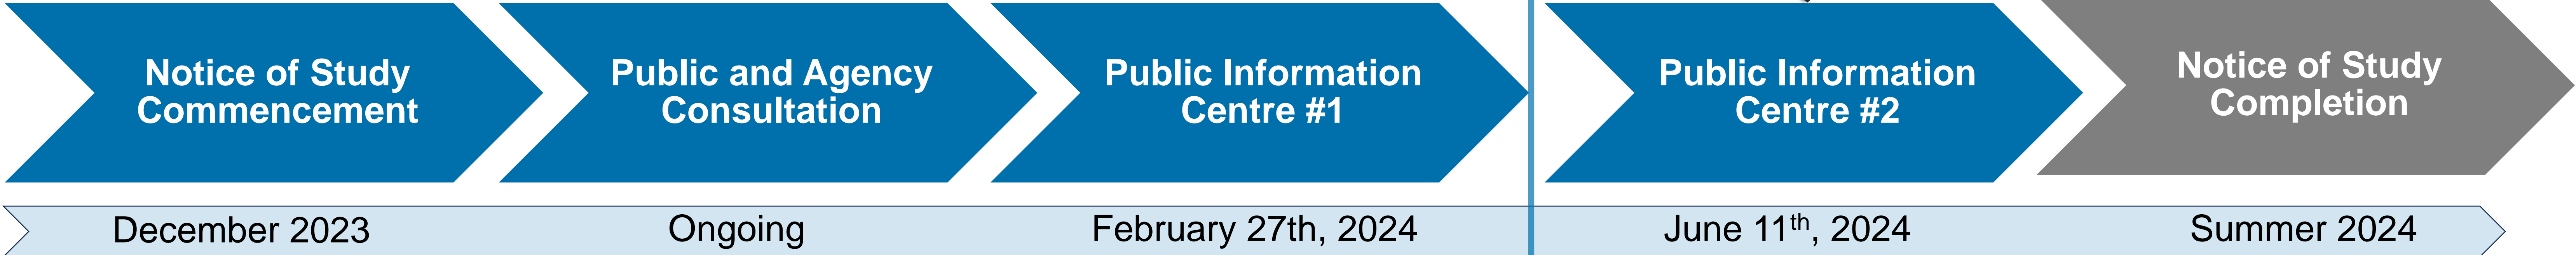 Notice of Study
Commencement
Public and Agency
Consultation
Public Information
Centre #1
Public Information
Centre #2
Notice of Study
Completion
December 2023
Ongoing
February 27th, 2024
June 11th, 2024
Summer 2024